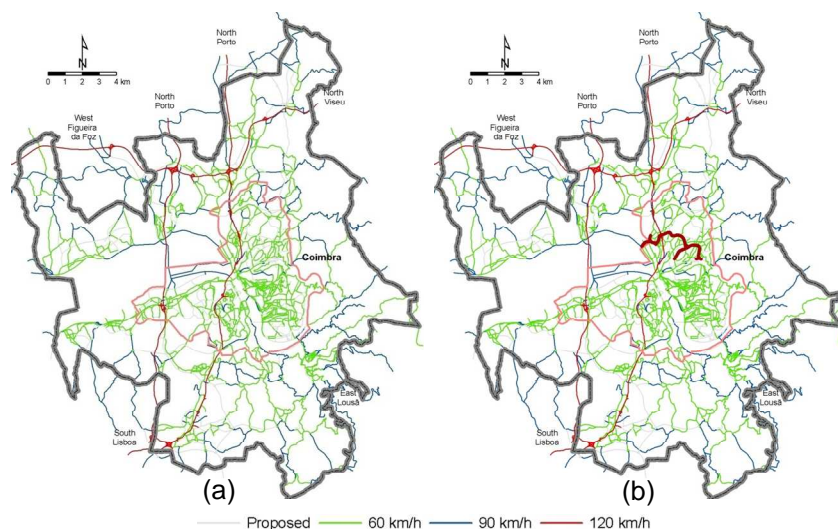 North
Porto
North
Porto
N
N
0 1 2 3 4 km
0 1 2 3 4 km
North
Porto
North
Porto
North
Viseu
North
Viseu
West
Figueira
da Foz
West
Figueira
da Foz
Coimbra
Coimbra
East
Lousã
East
Lousã
South
Lisboa
South
Lisboa
(a)
(b)
Proposed 60 km/h 90 km/h 120 km/h